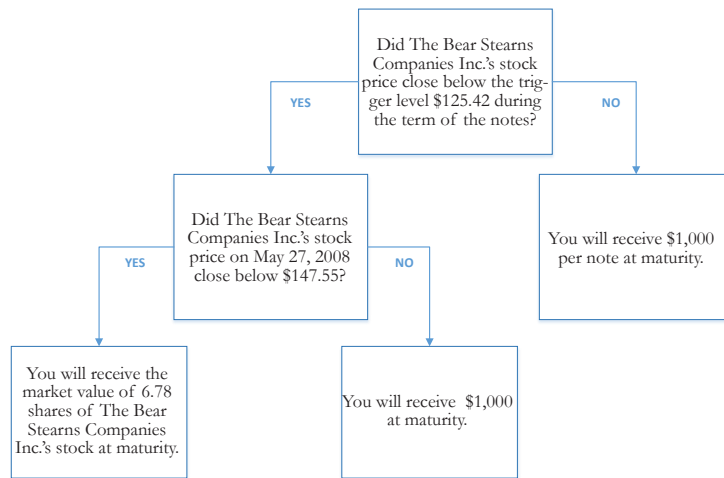 Did The Bear Stearns
Companies Inc.'s stock
price close below the trig-
ger level $125.42 during
the term of the notes?
YES
NO
Did The Bear Stearns
Companies Inc.'s stock
price on May 27, 2008
close below $147.55?
You will receive $1,000
per note at maturity.
YES
NO
You will receive the
market value of 6.78
shares of The Bear
Stearns Companies
Inc.'s stock at maturity.
You will receive $1,000
at maturity.